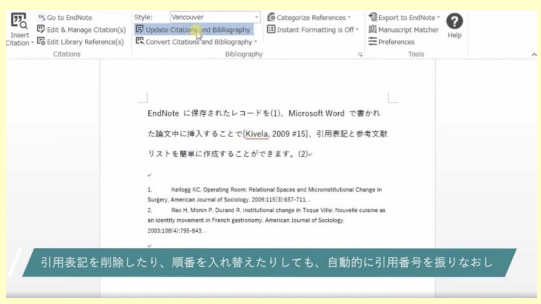 Go to EndNote
Edit & Manage Citation(s)
Edit Library Reference(s)
Insert
Citation
Citations
Style: Vancouver
Update Citations and Bibliography
Convert Citations and Bibliography
Categorize References
Instant Formatting is Off
Bibliography
Export to EndNote
Manuscript Matcher
Preferences
Tools
Help
EndNote に保存されたレコードを(1)、Microsoft Word で書かれ
た論文中に挿入することで{Kivela, 2009 #15}、引用表記と参考文献
リストを簡単に作成することができます。(2)
1. Kellogg KC. Operating Room: Relational Spaces and Microinstitutional Change in
Surgery. American Journal of Sociology. 2009;115(3):657-711. .
2. Rao H, Monin P, Durand R. Institutional change in Toque Ville: Nouvelle cuisine as
an identity movement in French gastronomy. American Journal of Sociology.
2003;108(4):795-843. .
引用表記を削除したり、順番を入れ替えたりしても、自動的に引用番号を振りなおし